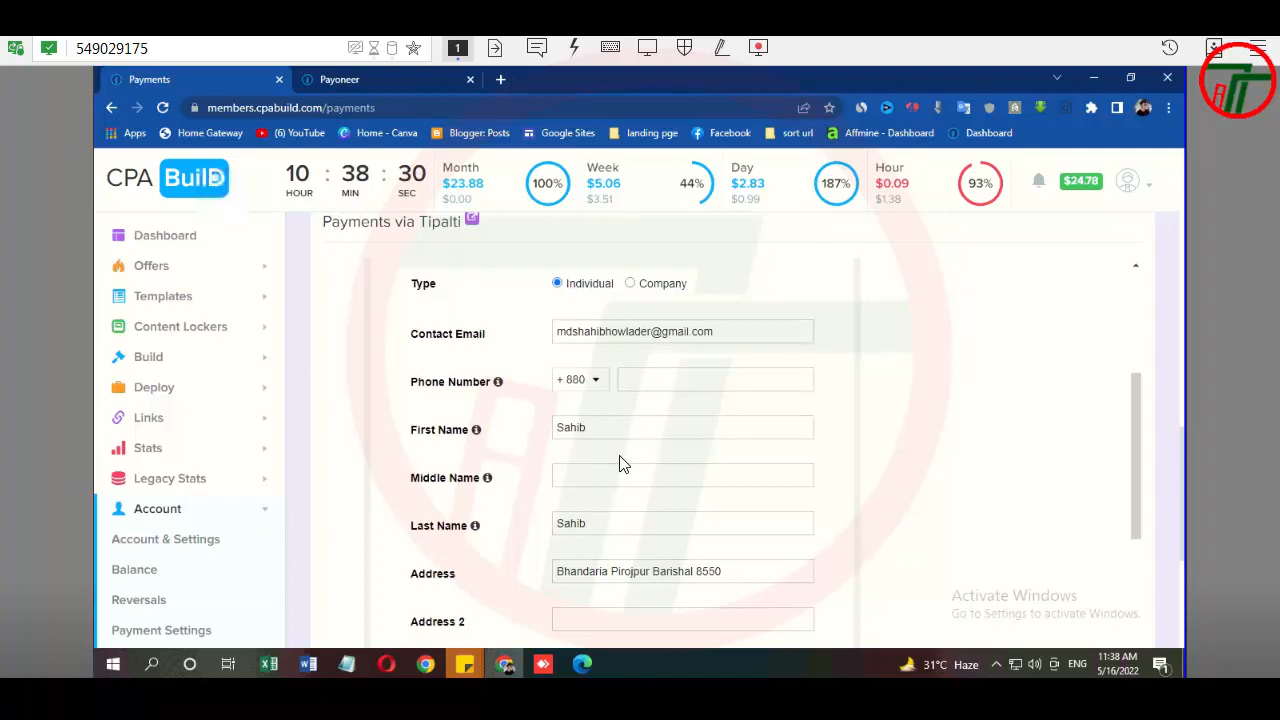 549029175
1
Payments
Payoneer
members.cpabuild.com/payments
Apps
Home Gateway
(6) YouTube
Home - Canva
Blogger: Posts
Google Sites
landing pge
Facebook
sort url
Affmine - Dashboard
Dashboard
CPA BuilD
10 : 38 : 30
HOUR MIN SEC
Month
$23.88
$0.00
100%
Week
$5.06
$3.51
44%
Day
$2.83
$0.99
187%
Hour
$0.09
$1.38
93%
$24.78
Dashboard
Offers
Templates
Content Lockers
Build
Deploy
Links
Stats
Legacy Stats
Account
Account & Settings
Balance
Reversals
Payment Settings
Payments via Tipalti
Type Individual Company
Contact Email mdshahibhowlader@gmail.com
Phone Number + 880
First Name Sahib
Middle Name
Last Name Sahib
Address Bhandaria Pirojpur Barishal 8550
Address 2
Activate Windows
Go to Settings to activate Windows.
31°C Haze
ENG
11:38 AM
5/16/2022
1